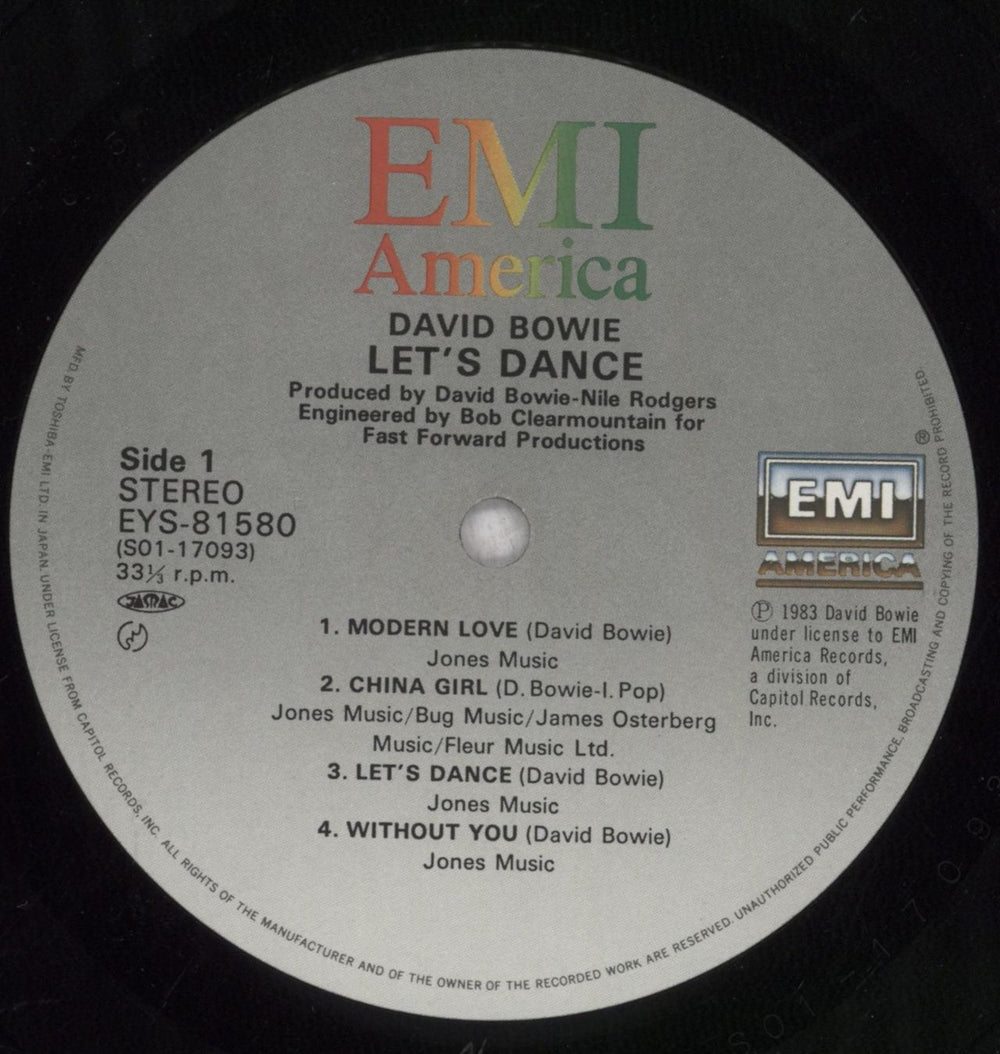 EMI
America
DAVID BOWIE
LET'S DANCE
Produced by David Bowie-Nile Rodgers
Engineered by Bob Clearmountain for
Fast Forward Productions
Side 1
STEREO
EYS-81580
(S01-17093)
33⅓ r.p.m.
JASRAC
®
EMI
AMERICA
℗ 1983 David Bowie
under license to EMI
America Records,
a division of
Capitol Records,
Inc.
1. MODERN LOVE (David Bowie)
Jones Music
2. CHINA GIRL (D. Bowie-I. Pop)
Jones Music/Bug Music/James Osterberg
Music/Fleur Music Ltd.
3. LET'S DANCE (David Bowie)
Jones Music
4. WITHOUT YOU (David Bowie)
Jones Music
MFD. BY TOSHIBA-EMI LTD. IN JAPAN UNDER LICENSE FROM CAPITOL RECORDS, INC. ALL RIGHTS OF THE MANUFACTURER AND OF THE OWNER OF THE RECORDED WORK ARE RESERVED. UNAUTHORIZED PUBLIC PERFORMANCE, BROADCASTING AND COPYING OF THE RECORD PROHIBITED